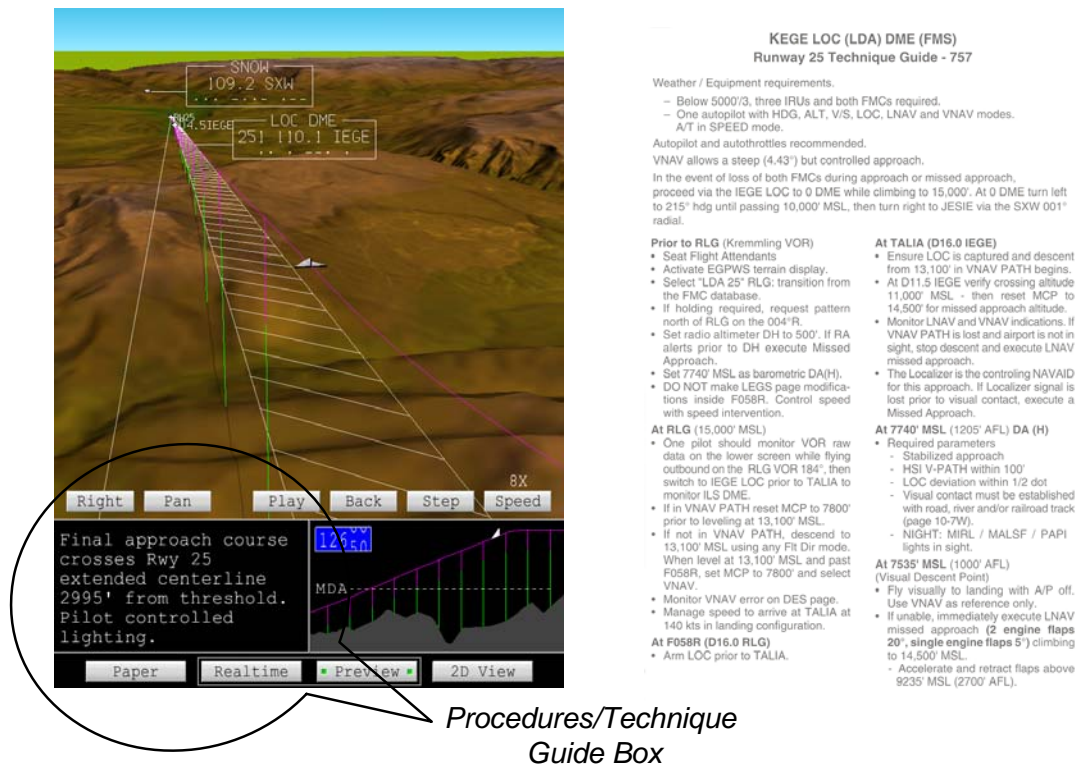 SNOW
109.2 SXW
LOC DME
251 110.1 IEGE
8X
Right
Pan
Play
Back
Step
Speed
Final approach course
crosses Rwy 25
extended centerline
2995' from threshold.
Pilot controlled
lighting.
MDA
Paper
Realtime
Preview
2D View
Procedures/Technique
Guide Box
KEGE LOC (LDA) DME (FMS)
Runway 25 Technique Guide - 757
Weather / Equipment requirements.
– Below 5000'/3, three IRUs and both FMCs required.
– One autopilot with HDG, ALT, V/S, LOC, LNAV and VNAV modes.
A/T in SPEED mode.
Autopilot and autothrottles recommended.
VNAV allows a steep (4.43°) but controlled approach.
In the event of loss of both FMCs during approach or missed approach,
proceed via the IEGE LOC to 0 DME while climbing to 15,000'. At 0 DME turn left
to 215° hdg until passing 10,000' MSL, then turn right to JESIE via the SXW 001°
radial.
Prior to RLG (Kremmling VOR)
• Seat Flight Attendants
• Activate EGPWS terrain display.
• Select "LDA 25" RLG: transition from
the FMC database.
• If holding required, request pattern
north of RLG on the 004°R.
• Set radio altimeter DH to 500'. If RA
alerts prior to DH execute Missed
Approach.
• Set 7740' MSL as barometric DA(H).
• DO NOT make LEGS page modifica-
tions inside F058R. Control speed
with speed intervention.
At RLG (15,000' MSL)
• One pilot should monitor VOR raw
data on the lower screen while flying
outbound on the RLG VOR 184°, then
switch to IEGE LOC prior to TALIA to
monitor ILS DME.
• If in VNAV PATH reset MCP to 7800'
prior to leveling at 13,100' MSL.
• If not in VNAV PATH, descend to
13,100' MSL using any Flt Dir mode.
When level at 13,100' MSL and past
F058R, set MCP to 7800' and select
VNAV.
• Monitor VNAV error on DES page.
• Manage speed to arrive at TALIA at
140 kts in landing configuration.
At F058R (D16.0 RLG)
• Arm LOC prior to TALIA.
At TALIA (D16.0 IEGE)
• Ensure LOC is captured and descent
from 13,100' in VNAV PATH begins.
• At D11.5 IEGE verify crossing altitude
11,000' MSL - then reset MCP to
14,500' for missed approach altitude.
• Monitor LNAV and VNAV indications. If
VNAV PATH is lost and airport is not in
sight, stop descent and execute LNAV
missed approach.
• The Localizer is the controling NAVAID
for this approach. If Localizer signal is
lost prior to visual contact, execute a
Missed Approach.
At 7740' MSL (1205' AFL) DA (H)
• Required parameters
- Stabilized approach
- HSI V-PATH within 100'
- LOC deviation within 1/2 dot
- Visual contact must be established
with road, river and/or railroad track
(page 10-7W).
- NIGHT: MIRL / MALSF / PAPI
lights in sight.
At 7535' MSL (1000' AFL)
(Visual Descent Point)
• Fly visually to landing with A/P off.
Use VNAV as reference only.
• If unable, immediately execute LNAV
missed approach (2 engine flaps
20°, single engine flaps 5°) climbing
to 14,500' MSL.
- Accelerate and retract flaps above
9235' MSL (2700' AFL).